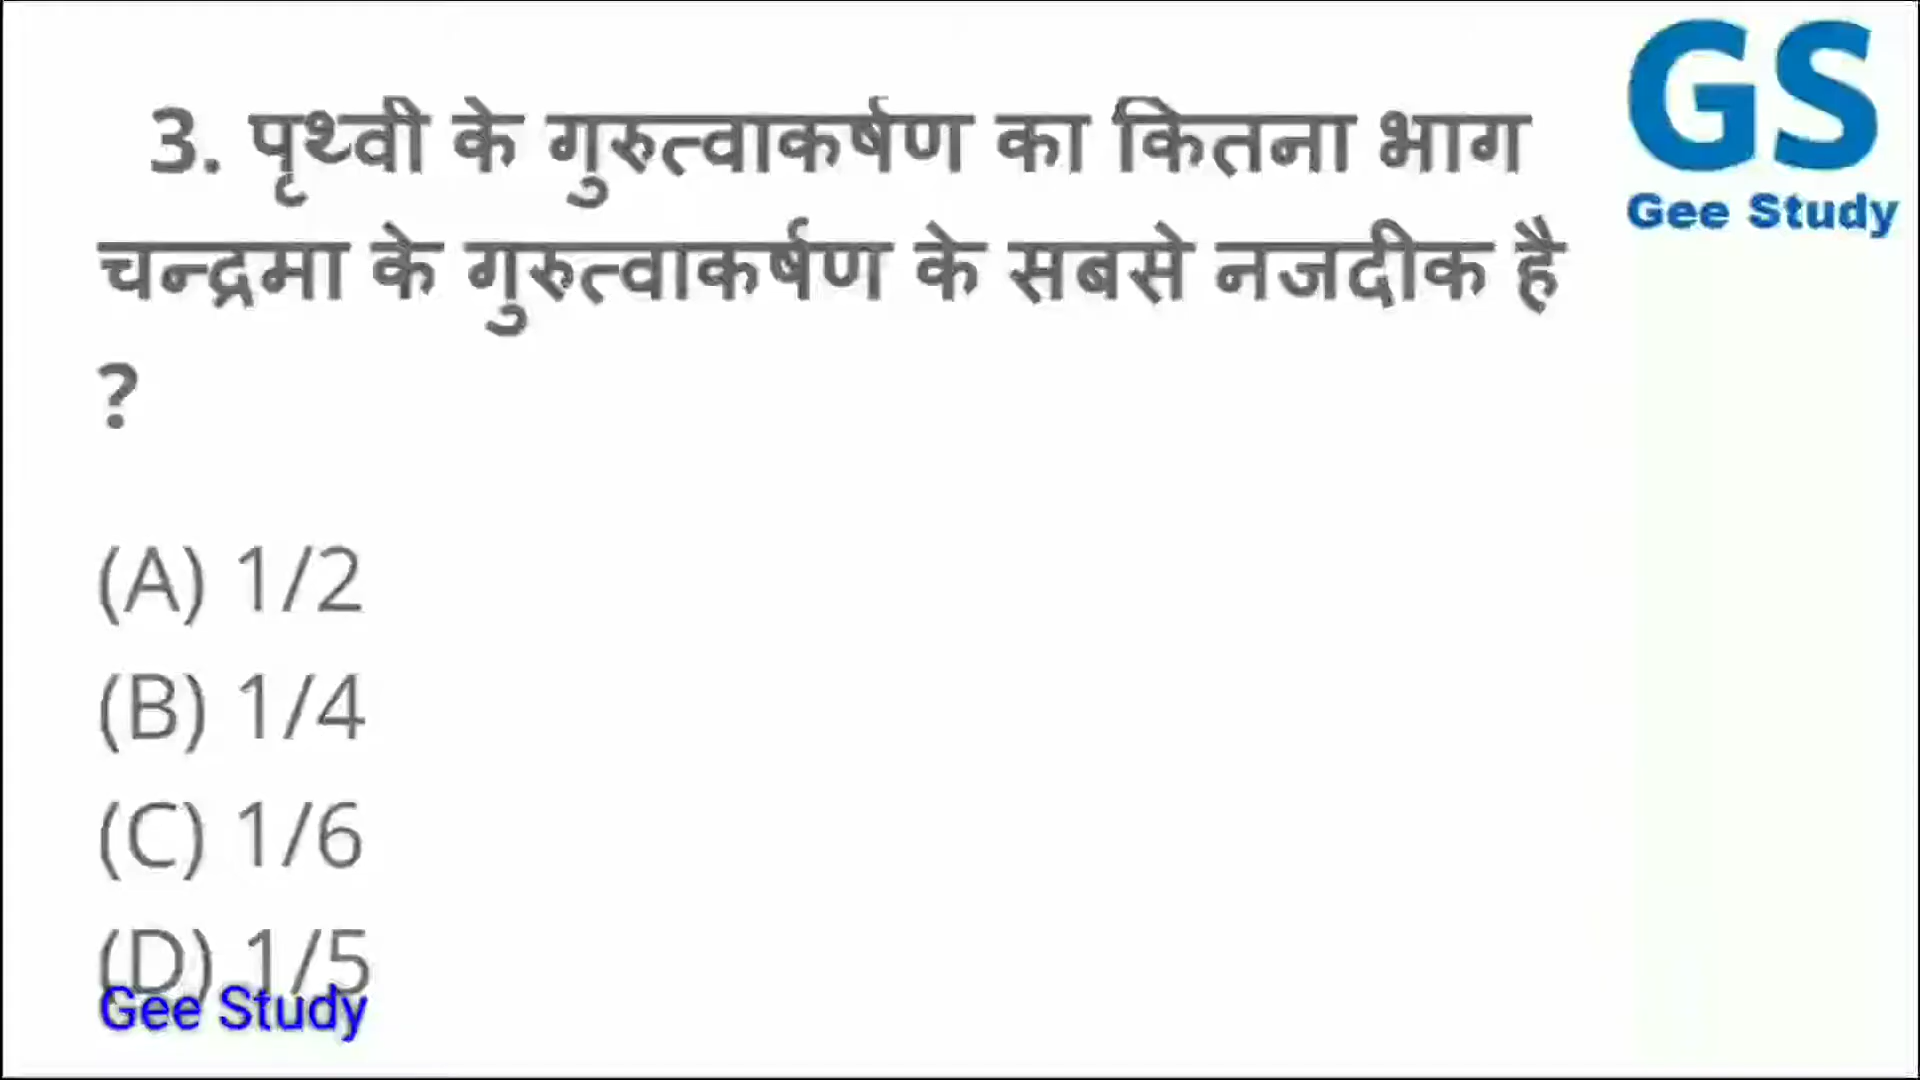 GS
Gee Study
3. पृथ्वी के गुरुत्वाकर्षण का कितना भाग
चन्द्रमा के गुरुत्वाकर्षण के सबसे नजदीक है
?
(A) 1/2
(B) 1/4
(C) 1/6
(D) 1/5
Gee Study